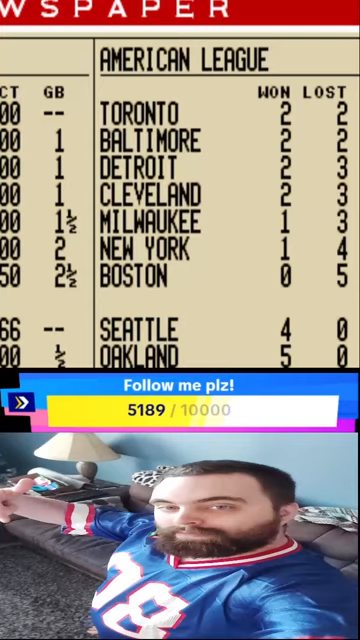 WSPAPER
AMERICAN LEAGUE
CT GB WON LOST
00 -- TORONTO 2 2
00 1 BALTIMORE 2 2
00 1 DETROIT 2 3
00 1 CLEVELAND 2 3
00 1½ MILWAUKEE 1 3
00 2 NEW YORK 1 4
50 2½ BOSTON 0 5
66 -- SEATTLE 4 0
00 ½ OAKLAND 5 0
Follow me plz!
5189 / 10000
78